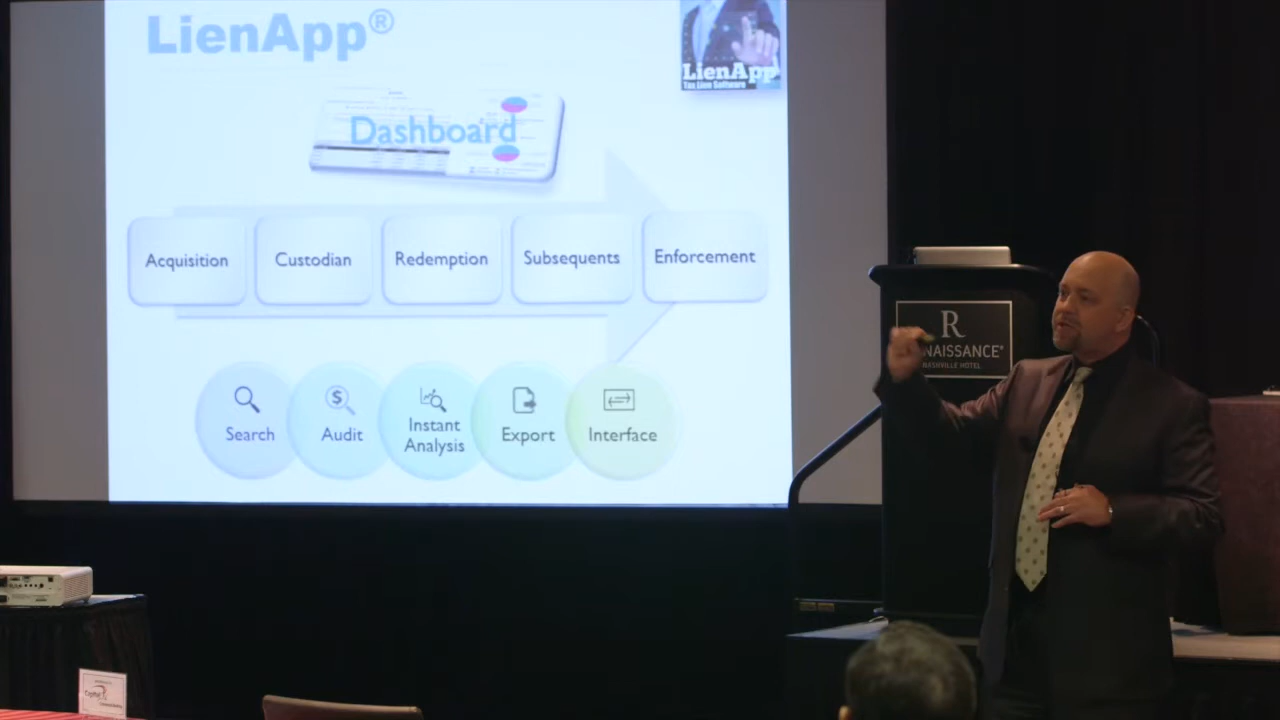 LienApp®
LienApp
Tax Lien Software
Dashboard
Acquisition
Custodian
Redemption
Subsequents
Enforcement
Search
Audit
Instant
Analysis
Export
Interface
R
NAISSANCE®
NASHVILLE HOTEL